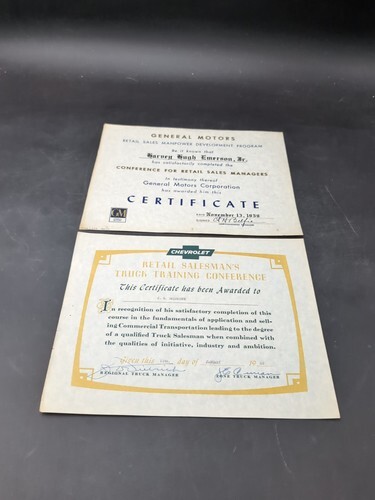 GENERAL MOTORS
RETAIL SALES MANPOWER DEVELOPMENT PROGRAM
Be it known that
Harvey Hugh Emerson, Jr.
has satisfactorily completed the
CONFERENCE FOR RETAIL SALES MANAGERS
In testimony thereof
General Motors Corporation
has awarded him this
CERTIFICATE
GM
DATE November 13, 1956
CHEVROLET
RETAIL SALESMAN'S
TRUCK TRAINING CONFERENCE
This Certificate has been Awarded to
In recognition of his satisfactory completion of this
course in the fundamentals of application and sell-
ing Commercial Transportation leading to the degree
of a qualified Truck Salesman when combined with
the qualities of initiative, industry and ambition.
this day of 19
REGIONAL TRUCK MANAGER
ZONE TRUCK MANAGER